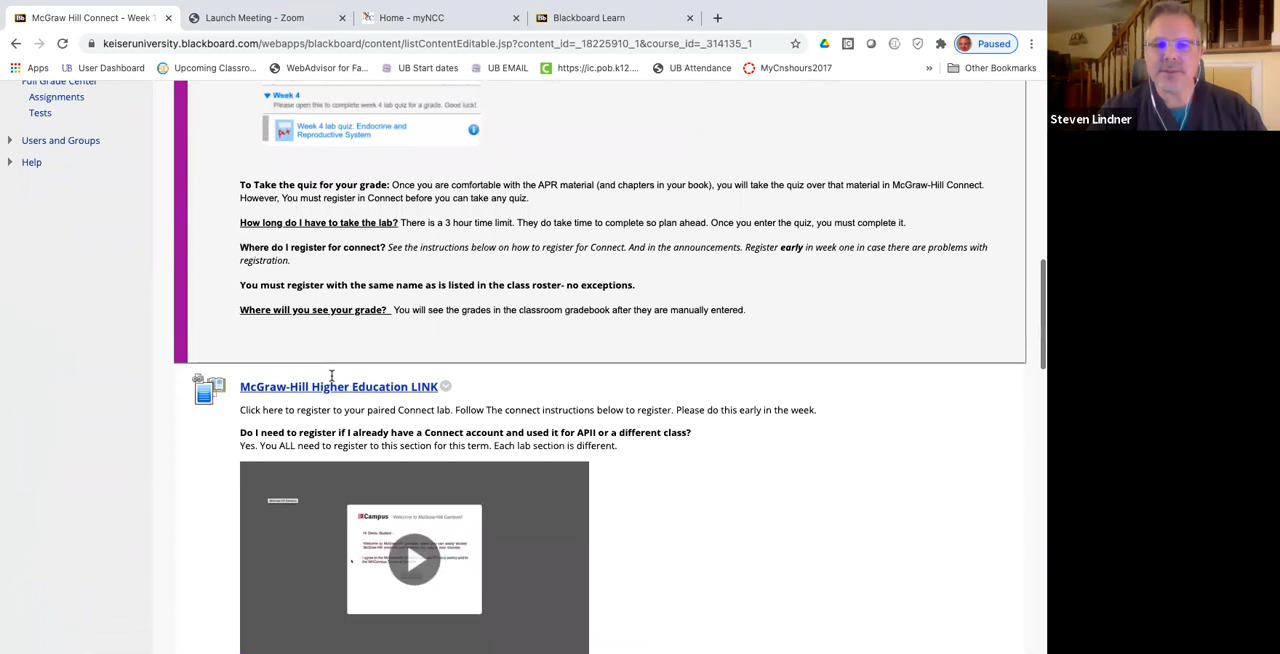 McGraw Hill Connect - Week 1
Launch Meeting - Zoom
Home - myNCC
Blackboard Learn
keiseruniversity.blackboard.com/webapps/blackboard/content/listContentEditable.jsp?content_id=_18225910_1&course_id=_314135_1
Paused
Apps
User Dashboard
Upcoming Classro...
WebAdvisor for Fa...
UB Start dates
UB EMAIL
https://ic.pob.k12....
UB Attendance
MyCnshours2017
»
Other Bookmarks
Steven Lindner
Full Grade Center
Assignments
Tests
Users and Groups
Help
Week 4
Please open this to complete week 4 lab quiz for a grade. Good luck!
Week 4 lab quiz: Endocrine and
Reproductive System
To Take the quiz for your grade: Once you are comfortable with the APR material (and chapters in your book), you will take the quiz over that material in McGraw-Hill Connect.
However, You must register in Connect before you can take any quiz.
How long do I have to take the lab? There is a 3 hour time limit. They do take time to complete so plan ahead. Once you enter the quiz, you must complete it.
Where do I register for connect? See the instructions below on how to register for Connect. And in the announcements. Register early in week one in case there are problems with
registration.
You must register with the same name as is listed in the class roster- no exceptions.
Where will you see your grade? You will see the grades in the classroom gradebook after they are manually entered.
McGraw-Hill Higher Education LINK
Click here to register to your paired Connect lab. Follow The connect instructions below to register. Please do this early in the week.
Do I need to register if I already have a Connect account and used it for APII or a different class?
Yes. You ALL need to register to this section for this term. Each lab section is different.
Campus Welcome to McGraw-Hill Campus!
Hi Demo, Student